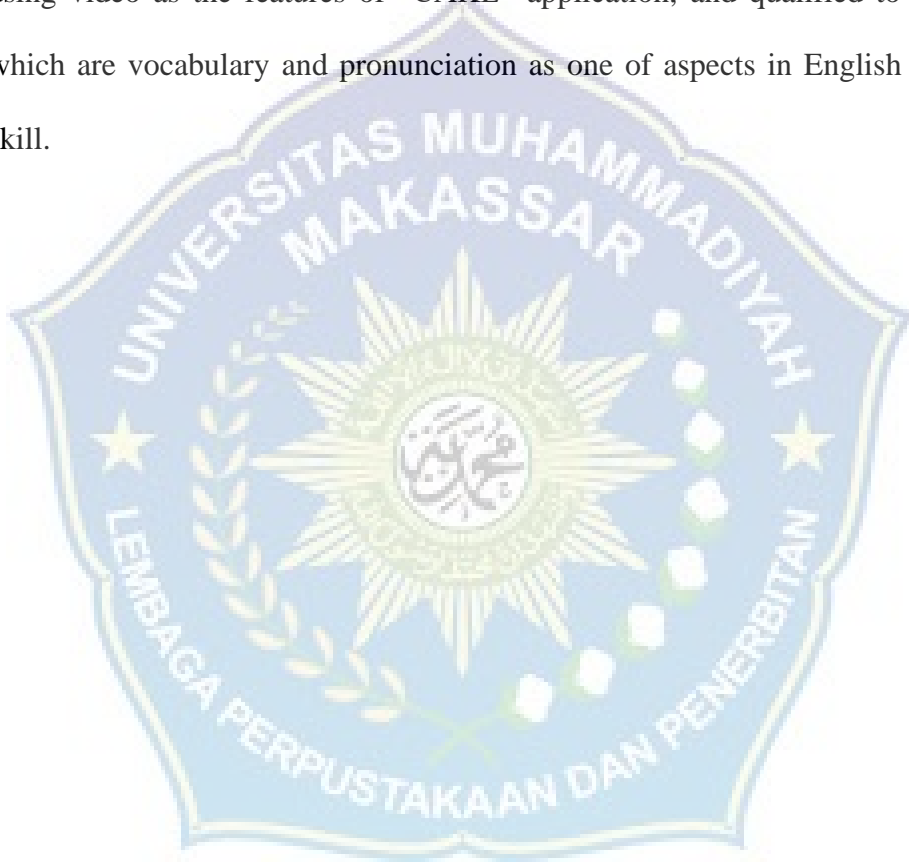 using video as the features of "CAKE" application, and qualified to
which are vocabulary and pronunciation as one of aspects in English
kill.
UNIVERSITAS MUHAMMADIYAH
MAKASSAR
LEMBAGA PERPUSTAKAAN DAN PENERBITAN